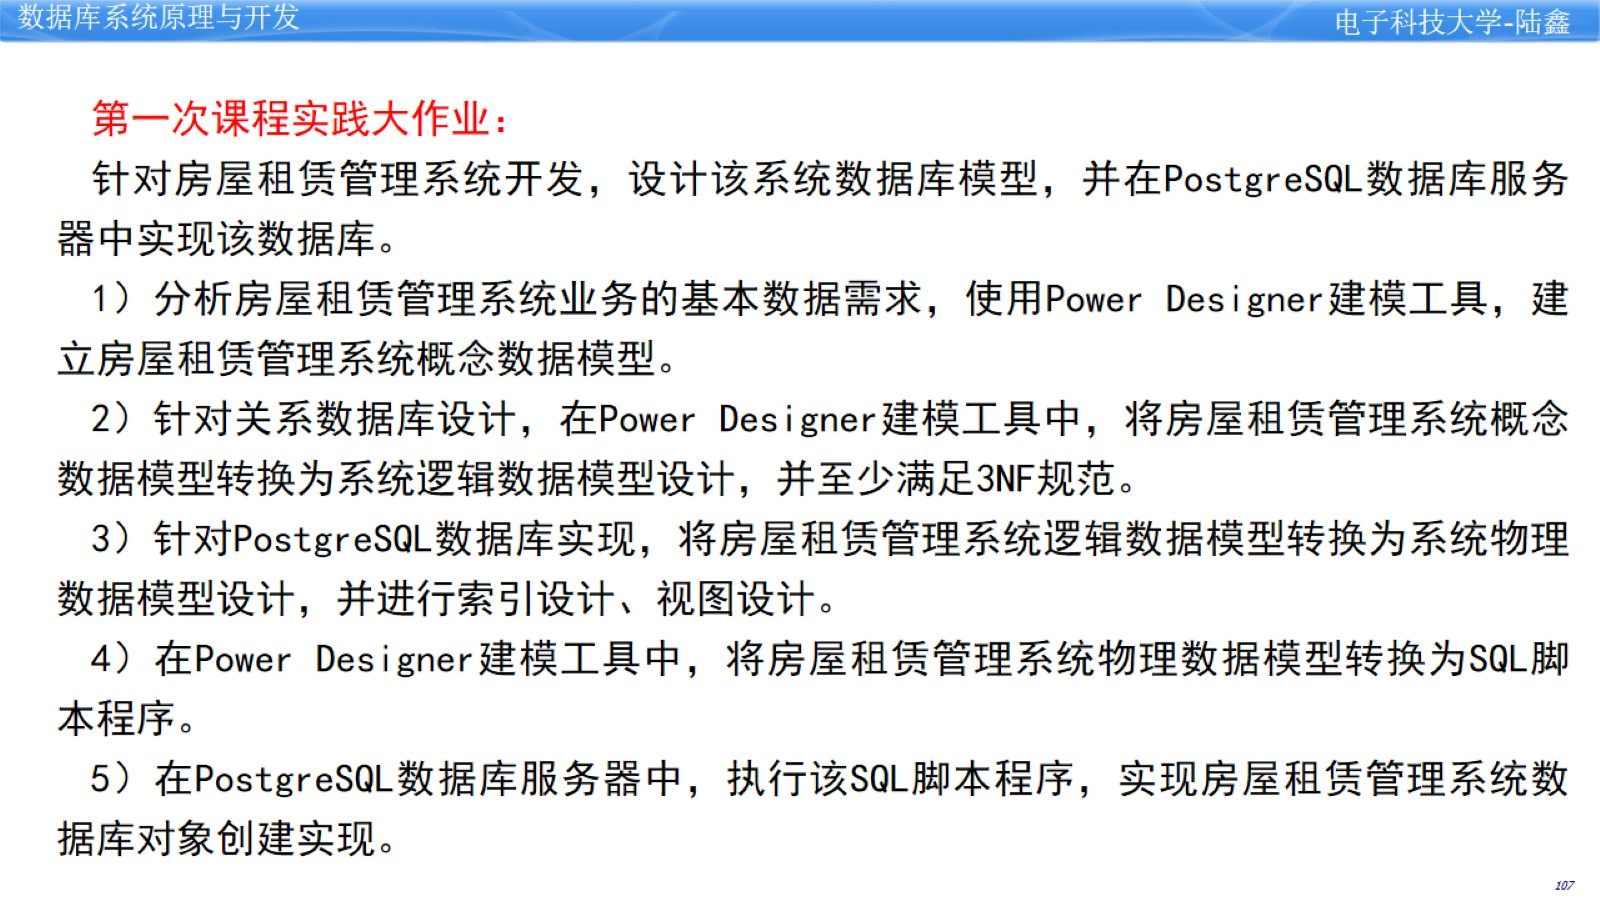 数据库系统原理与开发
电子科技大学-陆鑫
第一次课程实践大作业：
针对房屋租赁管理系统开发，设计该系统数据库模型，并在PostgreSQL数据库服务
器中实现该数据库。
1）分析房屋租赁管理系统业务的基本数据需求，使用Power Designer建模工具，建
立房屋租赁管理系统概念数据模型。
2）针对关系数据库设计，在Power Designer建模工具中，将房屋租赁管理系统概念
数据模型转换为系统逻辑数据模型设计，并至少满足3NF规范。
3）针对PostgreSQL数据库实现，将房屋租赁管理系统逻辑数据模型转换为系统物理
数据模型设计，并进行索引设计、视图设计。
4）在Power Designer建模工具中，将房屋租赁管理系统物理数据模型转换为SQL脚
本程序。
5）在PostgreSQL数据库服务器中，执行该SQL脚本程序，实现房屋租赁管理系统数
据库对象创建实现。
107